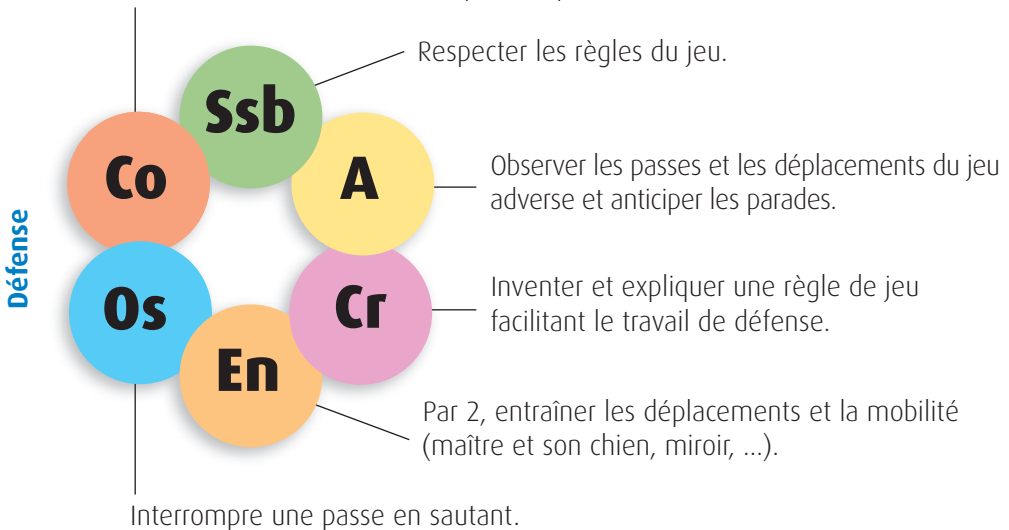 Respecter les règles du jeu.
Ssb
Co
A
Observer les passes et les déplacements du jeu
adverse et anticiper les parades.
Défense
Os
Cr
Inventer et expliquer une règle de jeu
facilitant le travail de défense.
En
Par 2, entraîner les déplacements et la mobilité
(maître et son chien, miroir, ...).
Interrompre une passe en sautant.